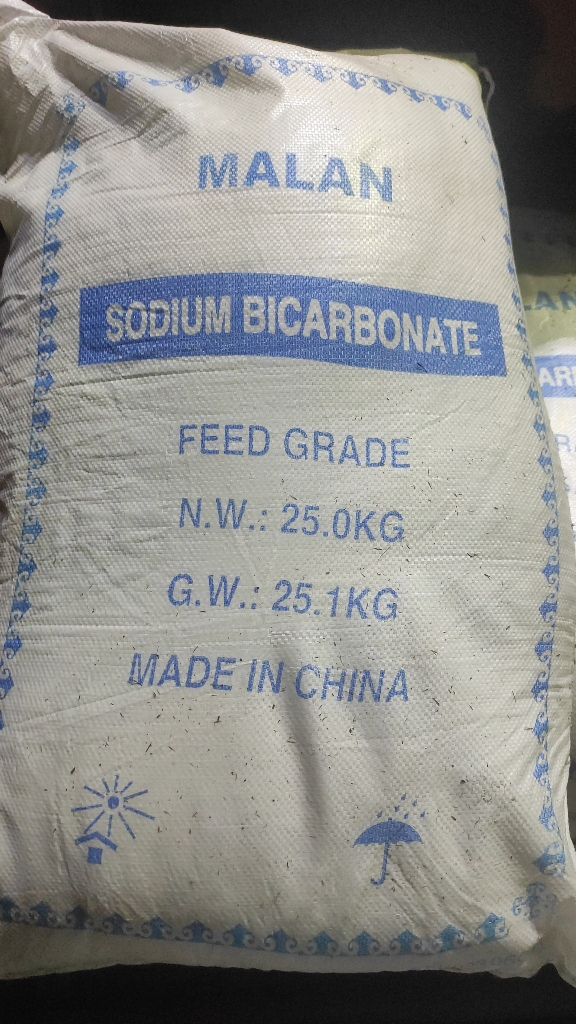 MALAN
SODIUM BICARBONATE
FEED GRADE
N.W.: 25.0KG
G.W.: 25.1KG
MADE IN CHINA